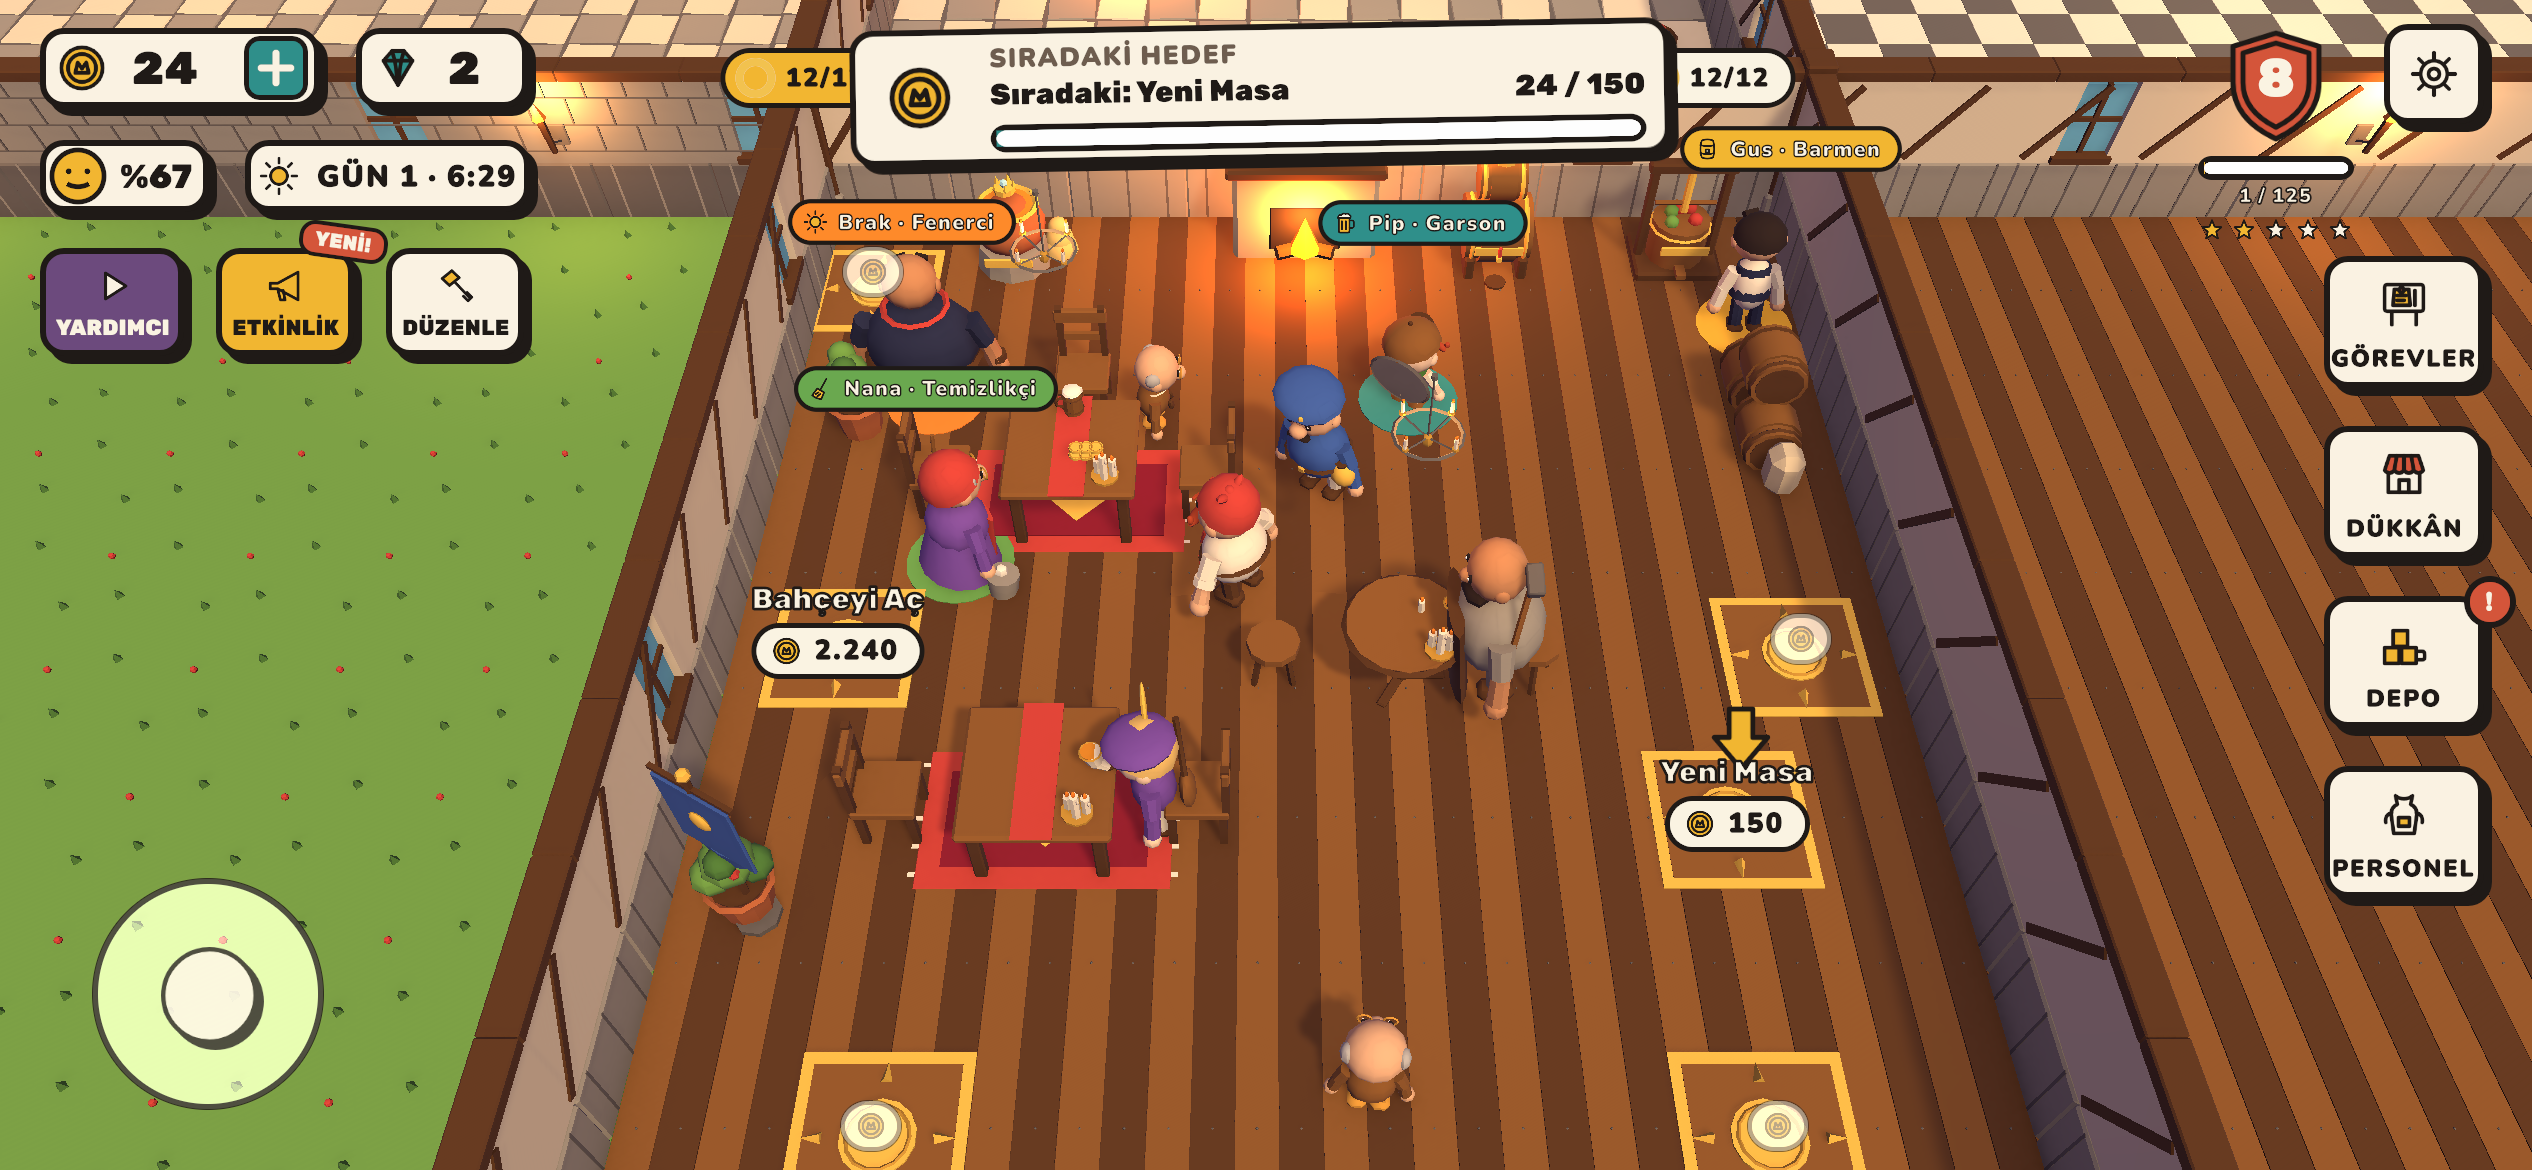 24
2
12/1
SIRADAKİ HEDEF
Sıradaki: Yeni Masa
24 / 150
12/12
8
%67
GÜN 1 · 6:29
Gus · Barmen
1 / 125
Brak · Fenerci
Pip · Garson
YENİ!
YARDIMCI
ETKİNLİK
DÜZENLE
GÖREVLER
Nana · Temizlikçi
DÜKKÂN
Bahçeyi Aç
2.240
!
DEPO
Yeni Masa
150
PERSONEL